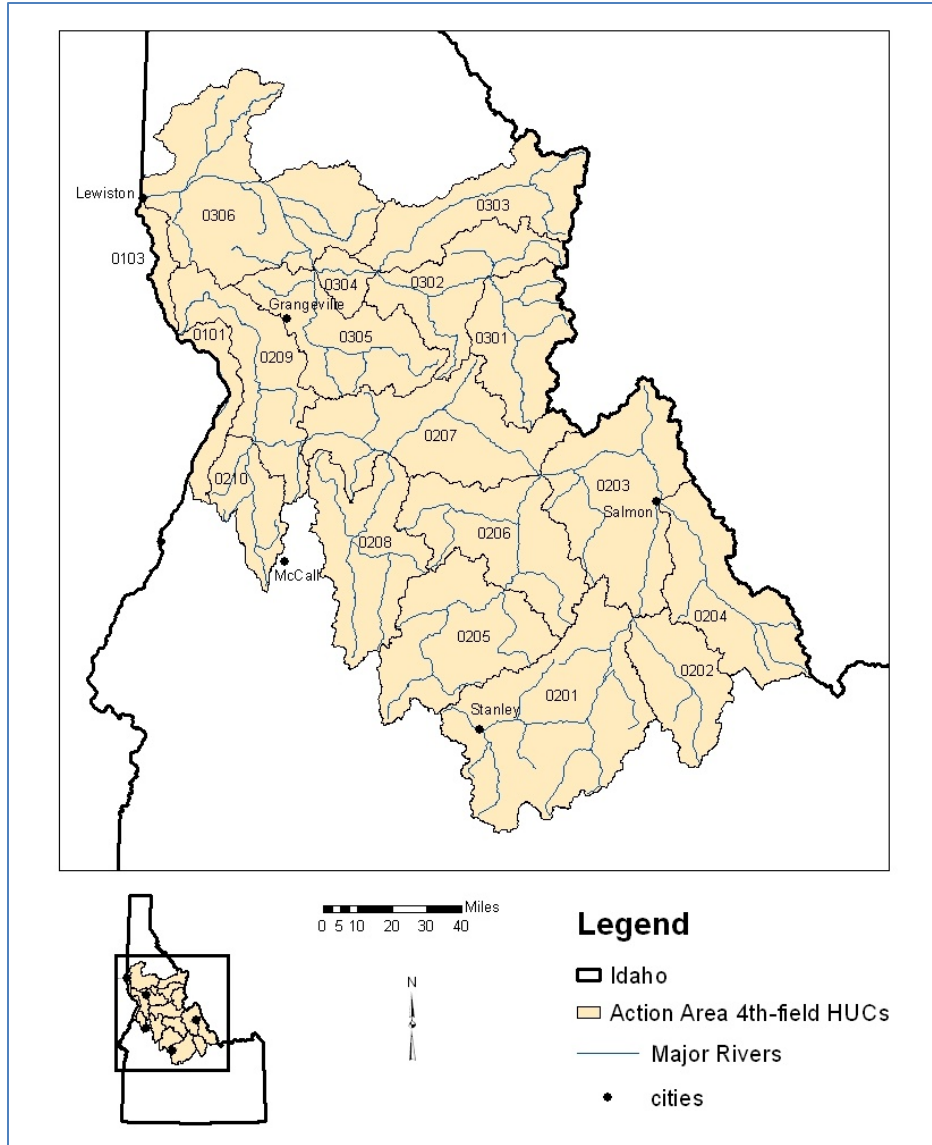 Lewiston
0306
0303
0103
0304
0302
Grangeville
0101
0209
0305
0301
0207
0210
0203
Salmon
0208
0206
McCall
0205
0204
0202
0201
Stanley
Miles
0 5 10 20 30 40
N
Legend
Idaho
Action Area 4th-field HUCs
Major Rivers
cities